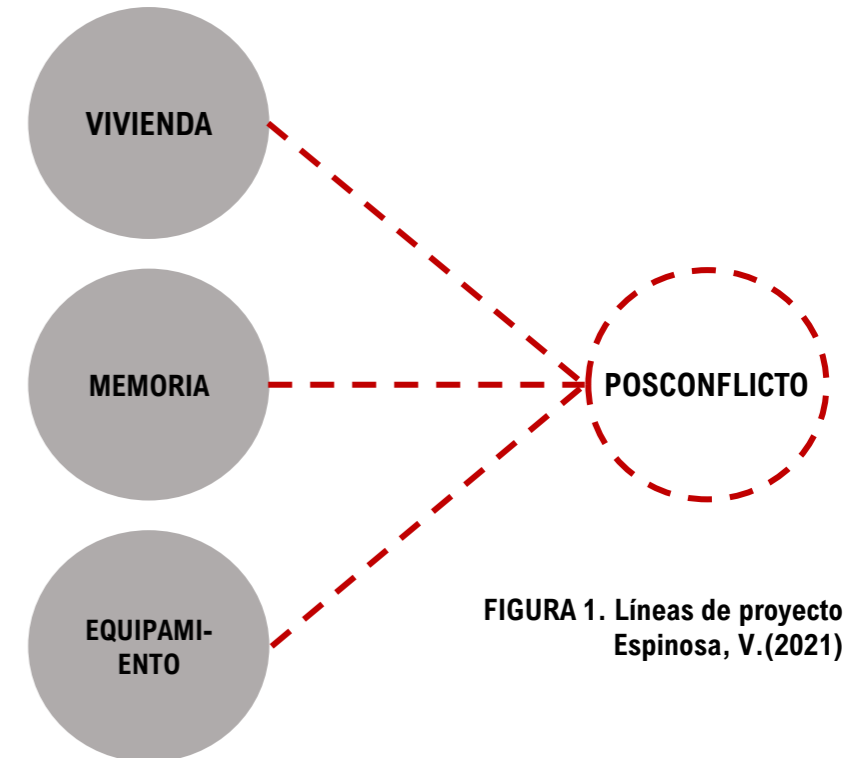 VIVIENDA
MEMORIA
POSCONFLICTO
EQUIPAMI-
ENTO
FIGURA 1. Líneas de proyecto
Espinosa, V.(2021)